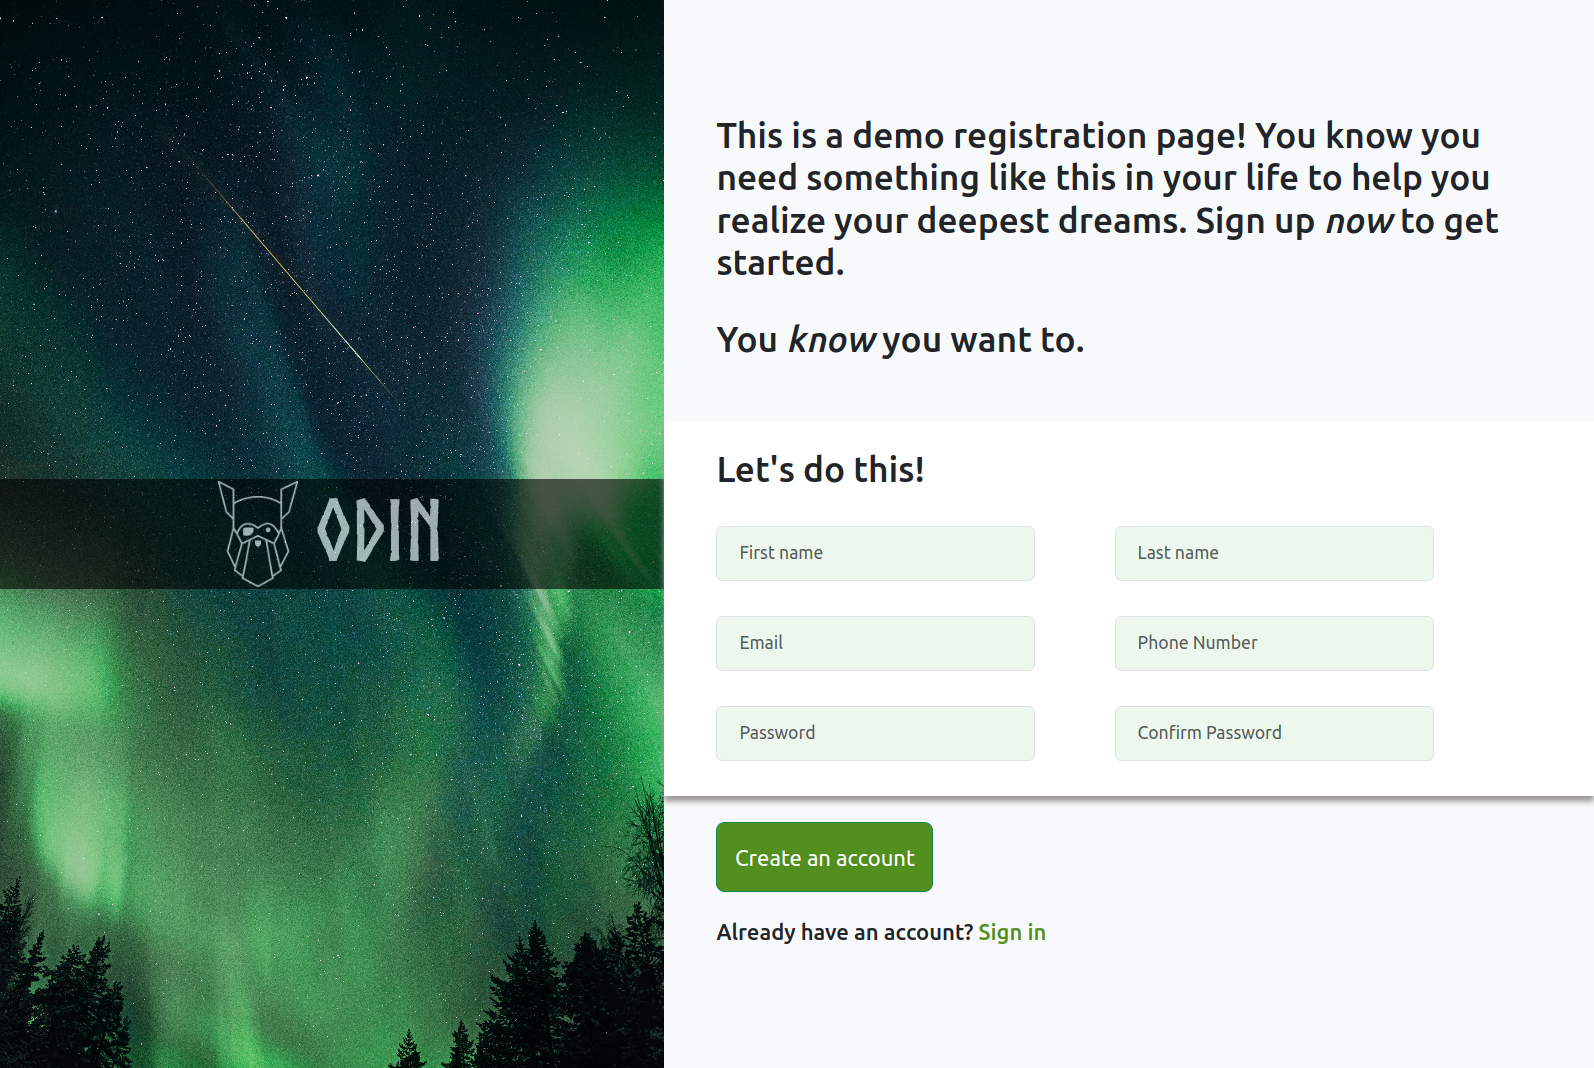 This is a demo registration page! You know you
need something like this in your life to help you
realize your deepest dreams. Sign up now to get
started.
You know you want to.
ODIN
Let's do this!
First name
Last name
Email
Phone Number
Password
Confirm Password
Create an account
Already have an account? Sign in